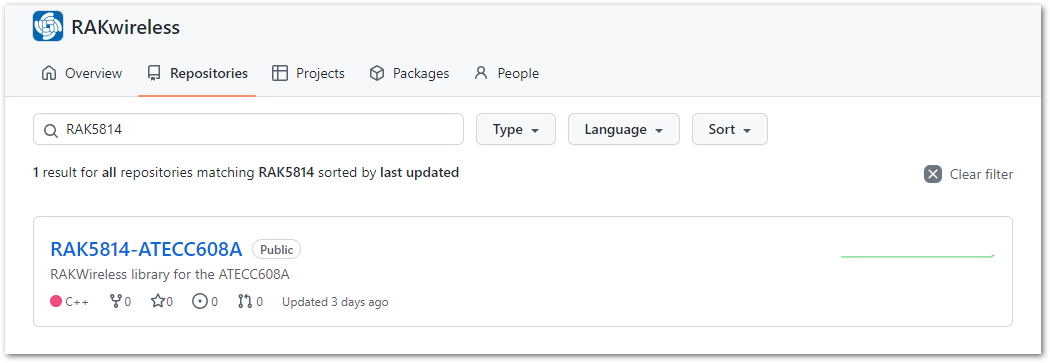 RAKwireless
Overview Repositories Projects Packages People
RAK5814 Type Language Sort
1 result for all repositories matching RAK5814 sorted by last updated Clear filter
RAK5814-ATECC608A Public
RAKWireless library for the ATECC608A
C++ 0 0 0 0 Updated 3 days ago